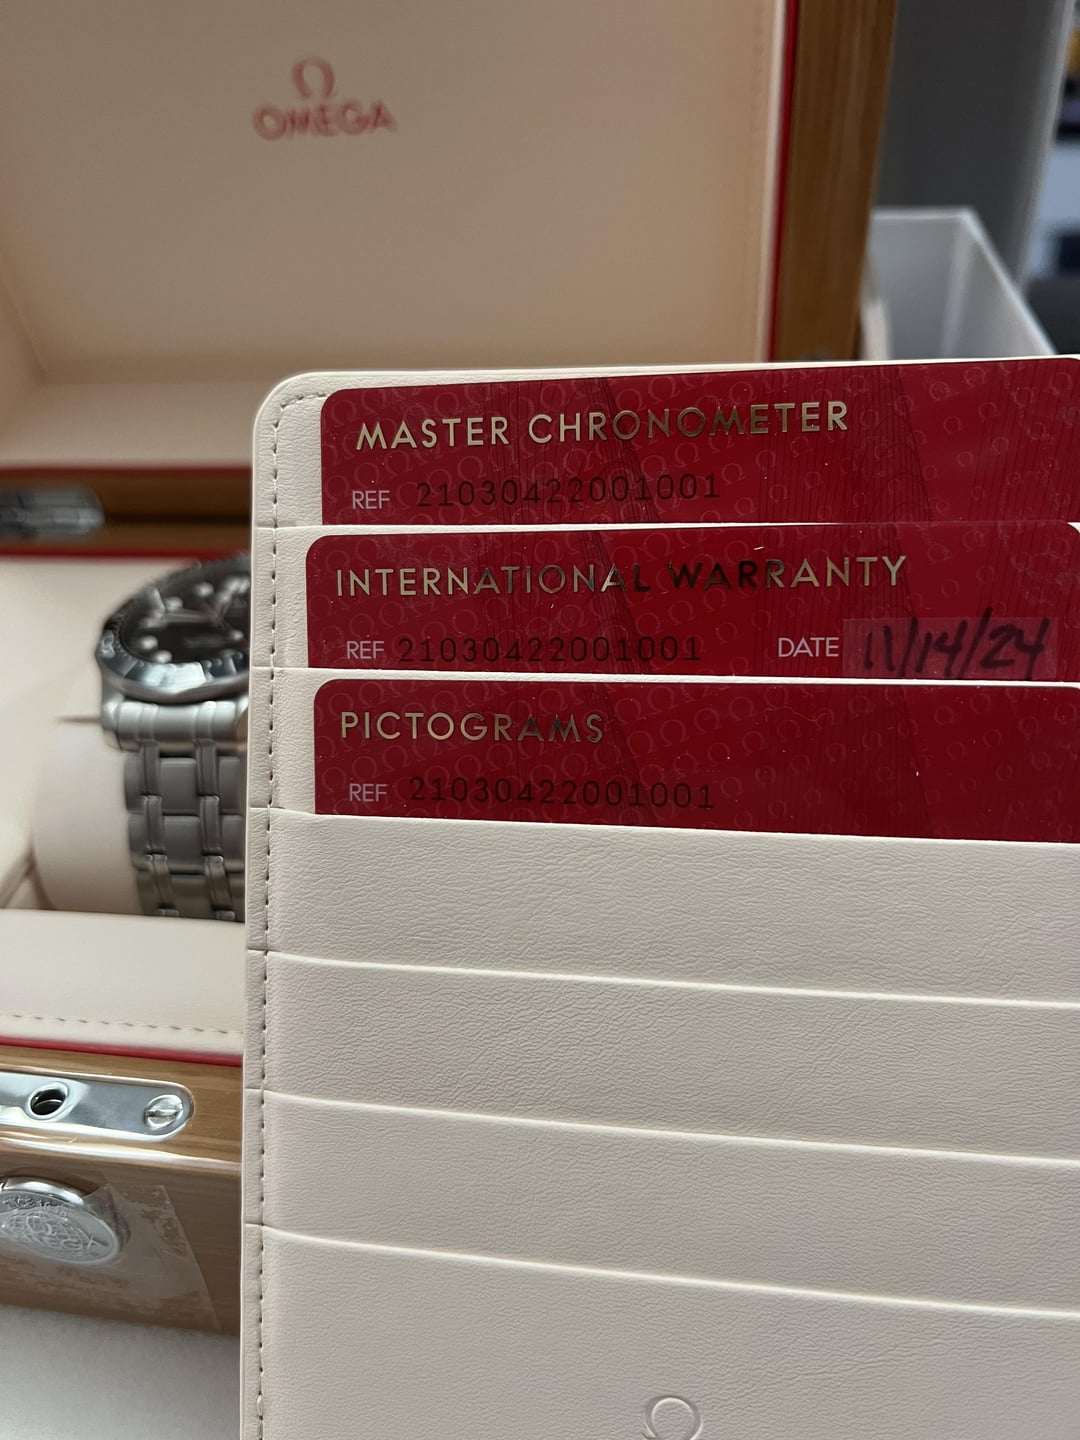 Ω
OMEGA
MASTER CHRONOMETER
REF 21030422001001
INTERNATIONAL WARRANTY
REF 21030422001001 DATE 11/14/24
PICTOGRAMS
REF 21030422001001